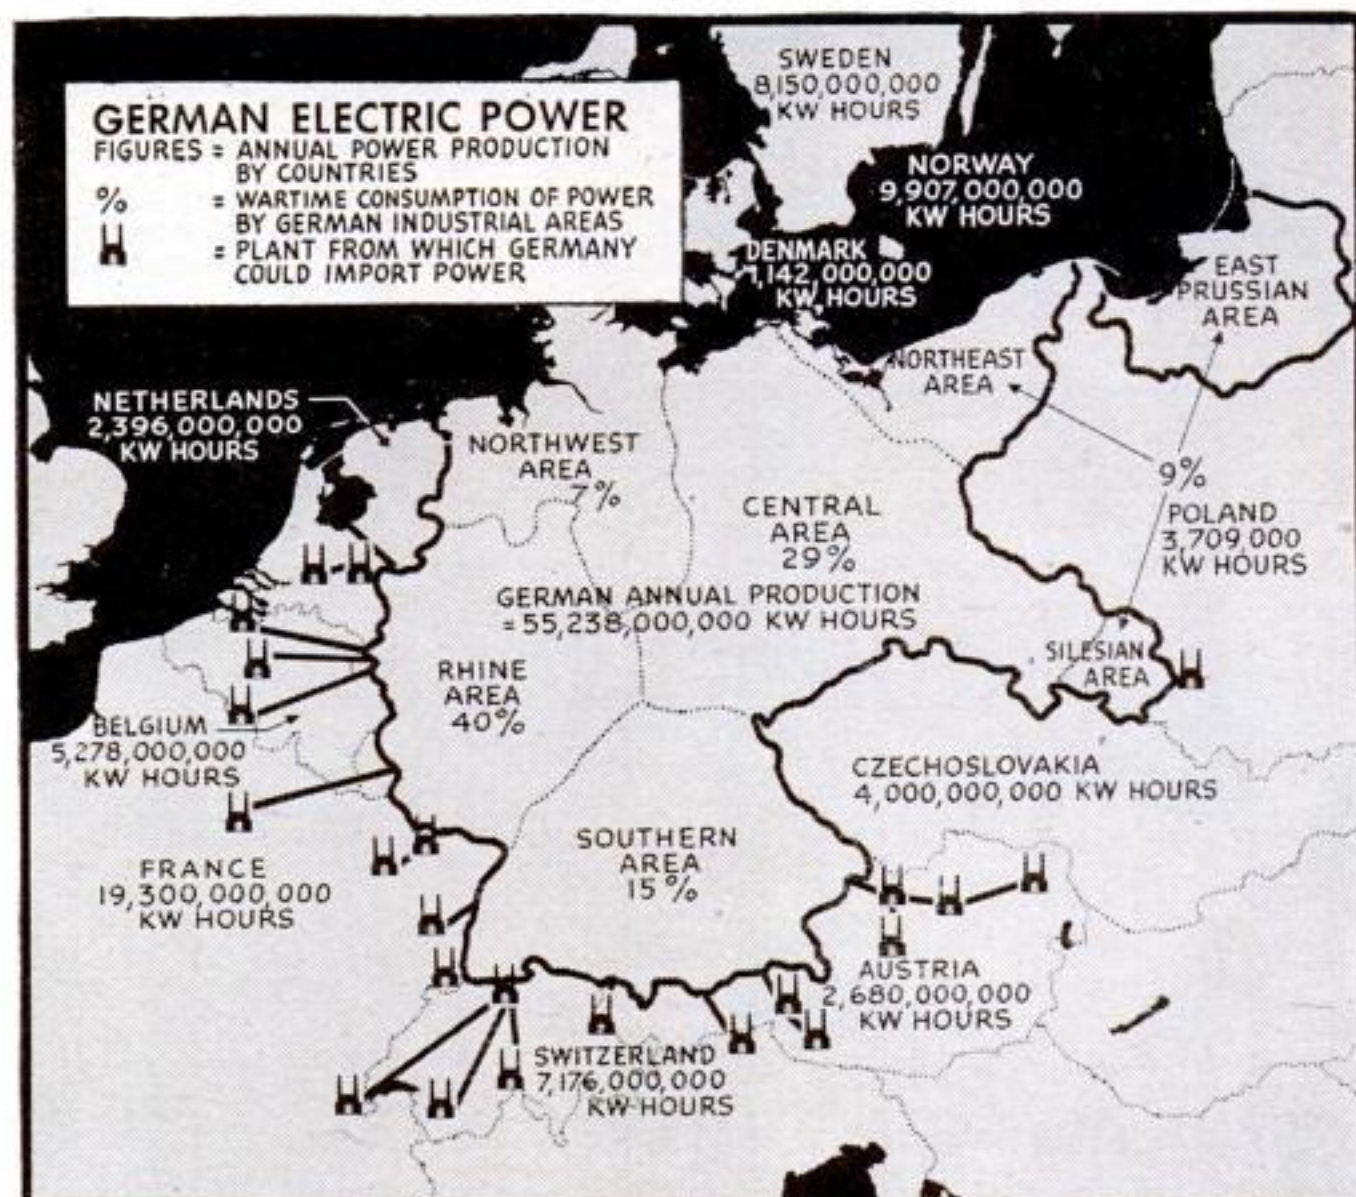 GERMAN ELECTRIC POWER
FIGURES = ANNUAL POWER PRODUCTION
BY COUNTRIES
% = WARTIME CONSUMPTION OF POWER
BY GERMAN INDUSTRIAL AREAS
= PLANT FROM WHICH GERMANY
COULD IMPORT POWER
SWEDEN
8,150,000,000
KW HOURS
NORWAY
9,907,000,000
KW HOURS
DENMARK
1,142,000,000
KW HOURS
EAST
PRUSSIAN
AREA
NORTHEAST
AREA
NETHERLANDS
2,396,000,000
KW HOURS
NORTHWEST
AREA
7%
9%
CENTRAL
AREA
29%
POLAND
3,709,000
KW HOURS
GERMAN ANNUAL PRODUCTION
= 55,238,000,000 KW HOURS
RHINE
AREA
40%
SILESIAN
AREA
BELGIUM
5,278,000,000
KW HOURS
CZECHOSLOVAKIA
4,000,000,000 KW HOURS
SOUTHERN
AREA
15%
FRANCE
19,300,000,000
KW HOURS
AUSTRIA
2,680,000,000
KW HOURS
SWITZERLAND
7,176,000,000
KW HOURS